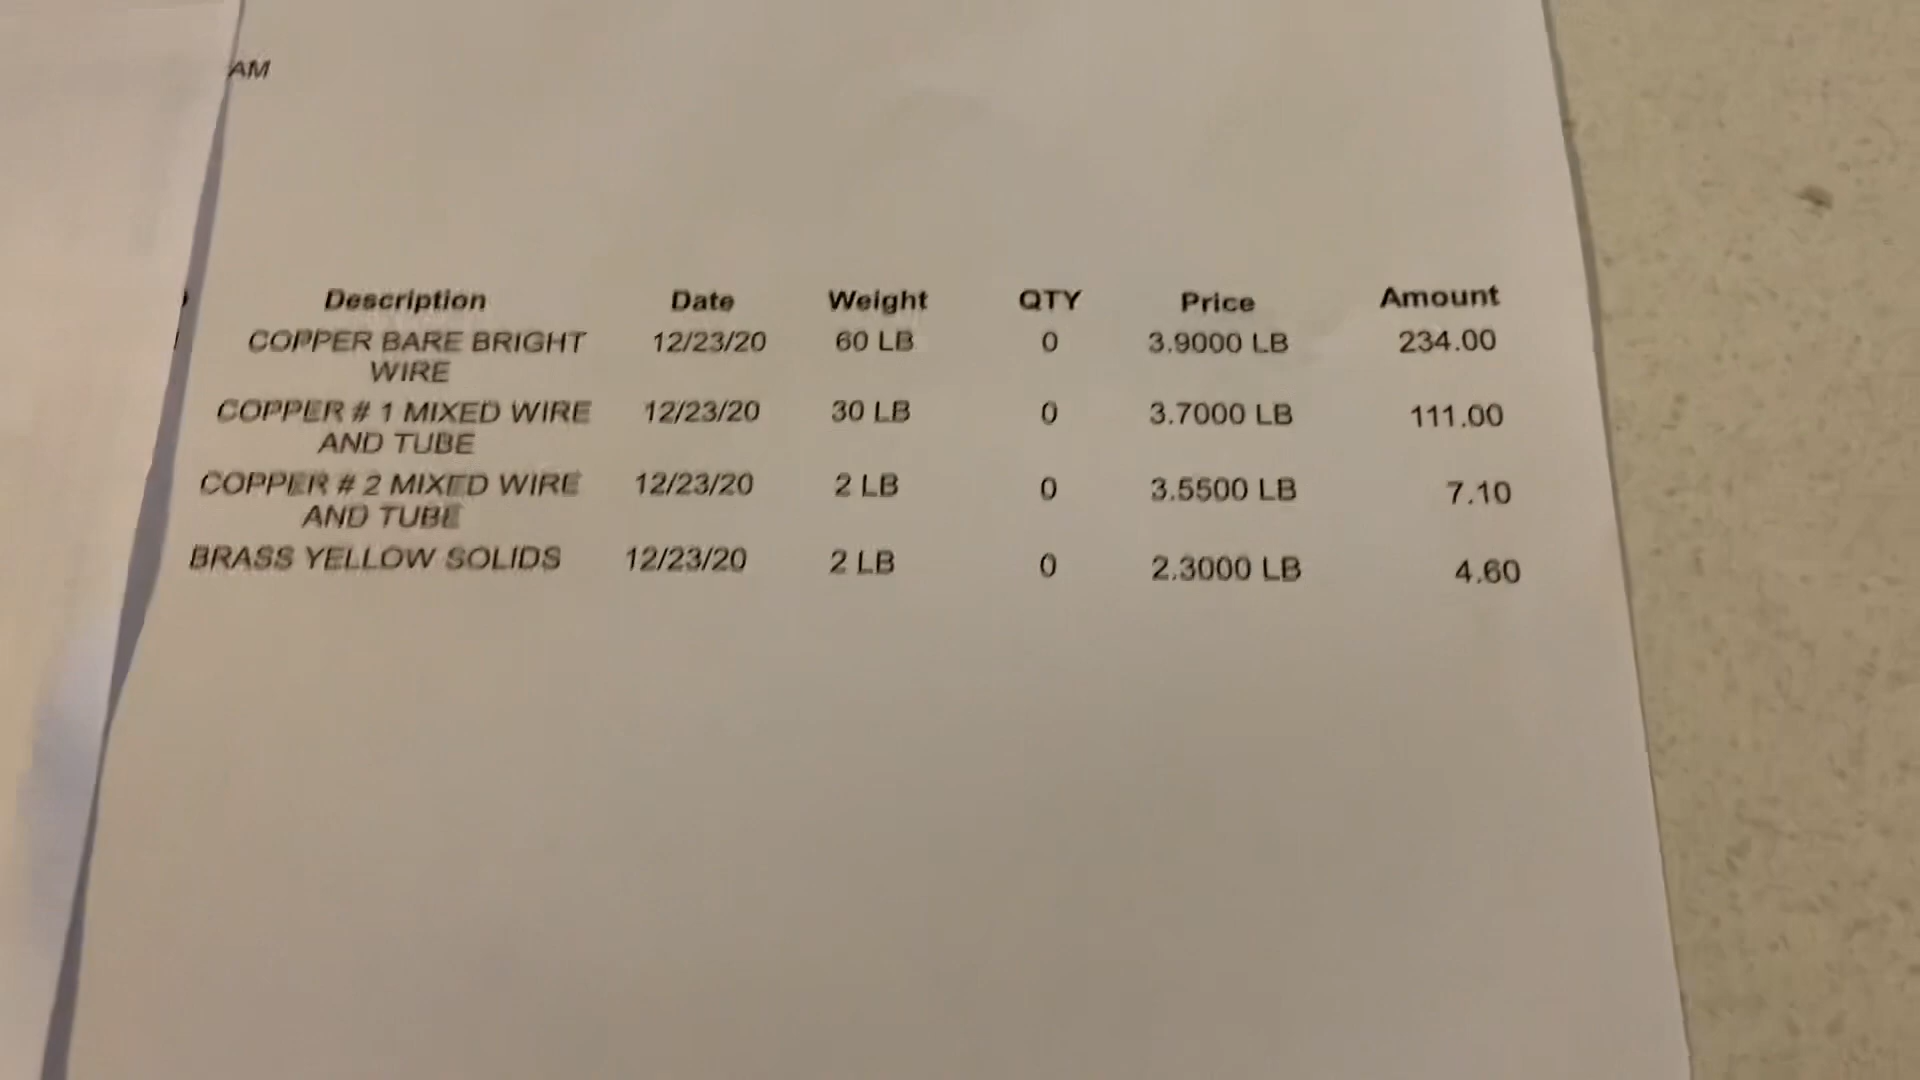 AM
Description Date Weight QTY Price Amount
COPPER BARE BRIGHT 12/23/20 60 LB 0 3.9000 LB 234.00
WIRE
COPPER # 1 MIXED WIRE 12/23/20 30 LB 0 3.7000 LB 111.00
AND TUBE
COPPER # 2 MIXED WIRE 12/23/20 2 LB 0 3.5500 LB 7.10
AND TUBE
BRASS YELLOW SOLIDS 12/23/20 2 LB 0 2.3000 LB 4.60